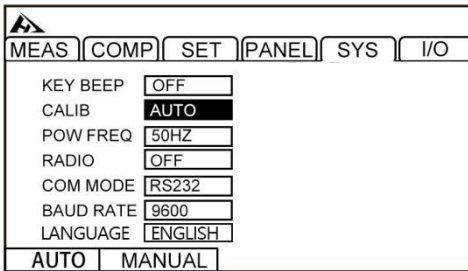 MEAS COMP SET PANEL SYS I/O
KEY BEEP OFF
CALIB AUTO
POW FREQ 50HZ
RADIO OFF
COM MODE RS232
BAUD RATE 9600
LANGUAGE ENGLISH
AUTO MANUAL